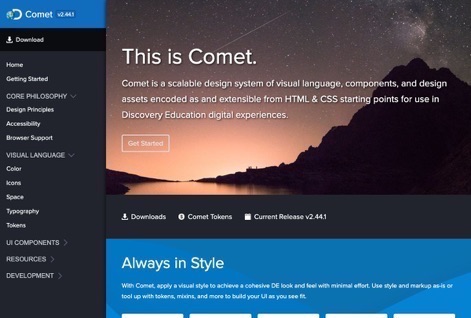 Comet v2.44.1
Download
Home
Getting Started
CORE PHILOSOPHY
Design Principles
Accessibility
Browser Support
VISUAL LANGUAGE
Color
Icons
Space
Typography
Tokens
UI COMPONENTS
RESOURCES
DEVELOPMENT
This is Comet.
Comet is a scalable design system of visual language, components, and design
assets encoded as and extensible from HTML & CSS starting points for use in
Discovery Education digital experiences.
Get Started
Downloads Comet Tokens Current Release v2.44.1
Always in Style
With Comet, apply a visual style to achieve a cohesive DE look and feel with minimal effort. Use style and markup as-is or
tool up with tokens, mixins, and more to build your UI as you see fit.